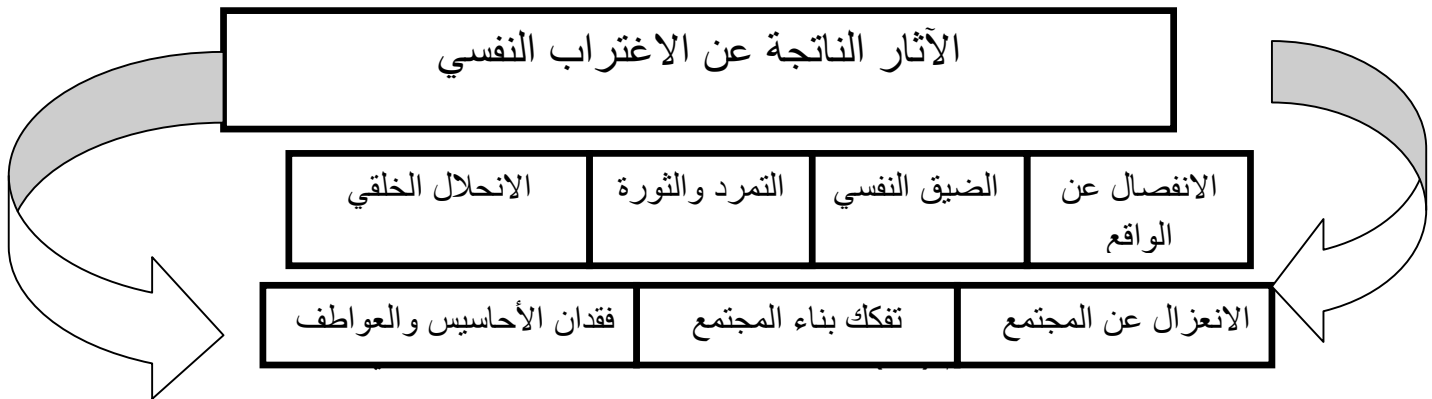 الآثار الناتجة عن الاغتراب النفسي
الانفصال عن
الواقع
الضيق النفسي
التمرد والثورة
الانحلال الخلقي
الانعزال عن المجتمع
تفكك بناء المجتمع
فقدان الأحاسيس والعواطف